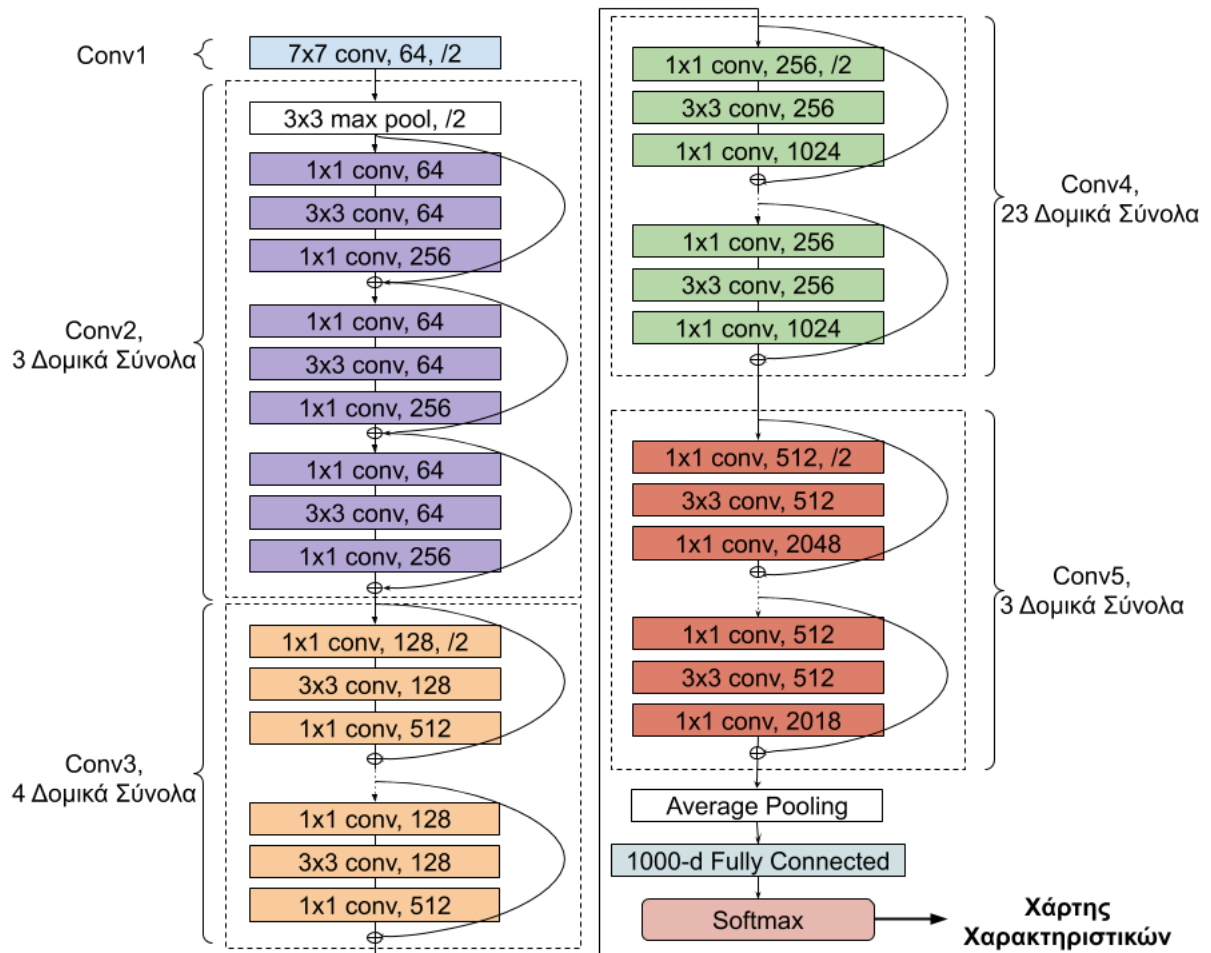 Conv1
7x7 conv, 64, /2
3x3 max pool, /2
1x1 conv, 64
3x3 conv, 64
1x1 conv, 256
1x1 conv, 64
3x3 conv, 64
1x1 conv, 256
1x1 conv, 64
3x3 conv, 64
1x1 conv, 256
Conv2,
3 Δομικά Σύνολα
1x1 conv, 128, /2
3x3 conv, 128
1x1 conv, 512
1x1 conv, 128
3x3 conv, 128
1x1 conv, 512
Conv3,
4 Δομικά Σύνολα
1x1 conv, 256, /2
3x3 conv, 256
1x1 conv, 1024
1x1 conv, 256
3x3 conv, 256
1x1 conv, 1024
Conv4,
23 Δομικά Σύνολα
1x1 conv, 512, /2
3x3 conv, 512
1x1 conv, 2048
1x1 conv, 512
3x3 conv, 512
1x1 conv, 2018
Conv5,
3 Δομικά Σύνολα
Average Pooling
1000-d Fully Connected
Softmax
Χάρτης
Χαρακτηριστικών